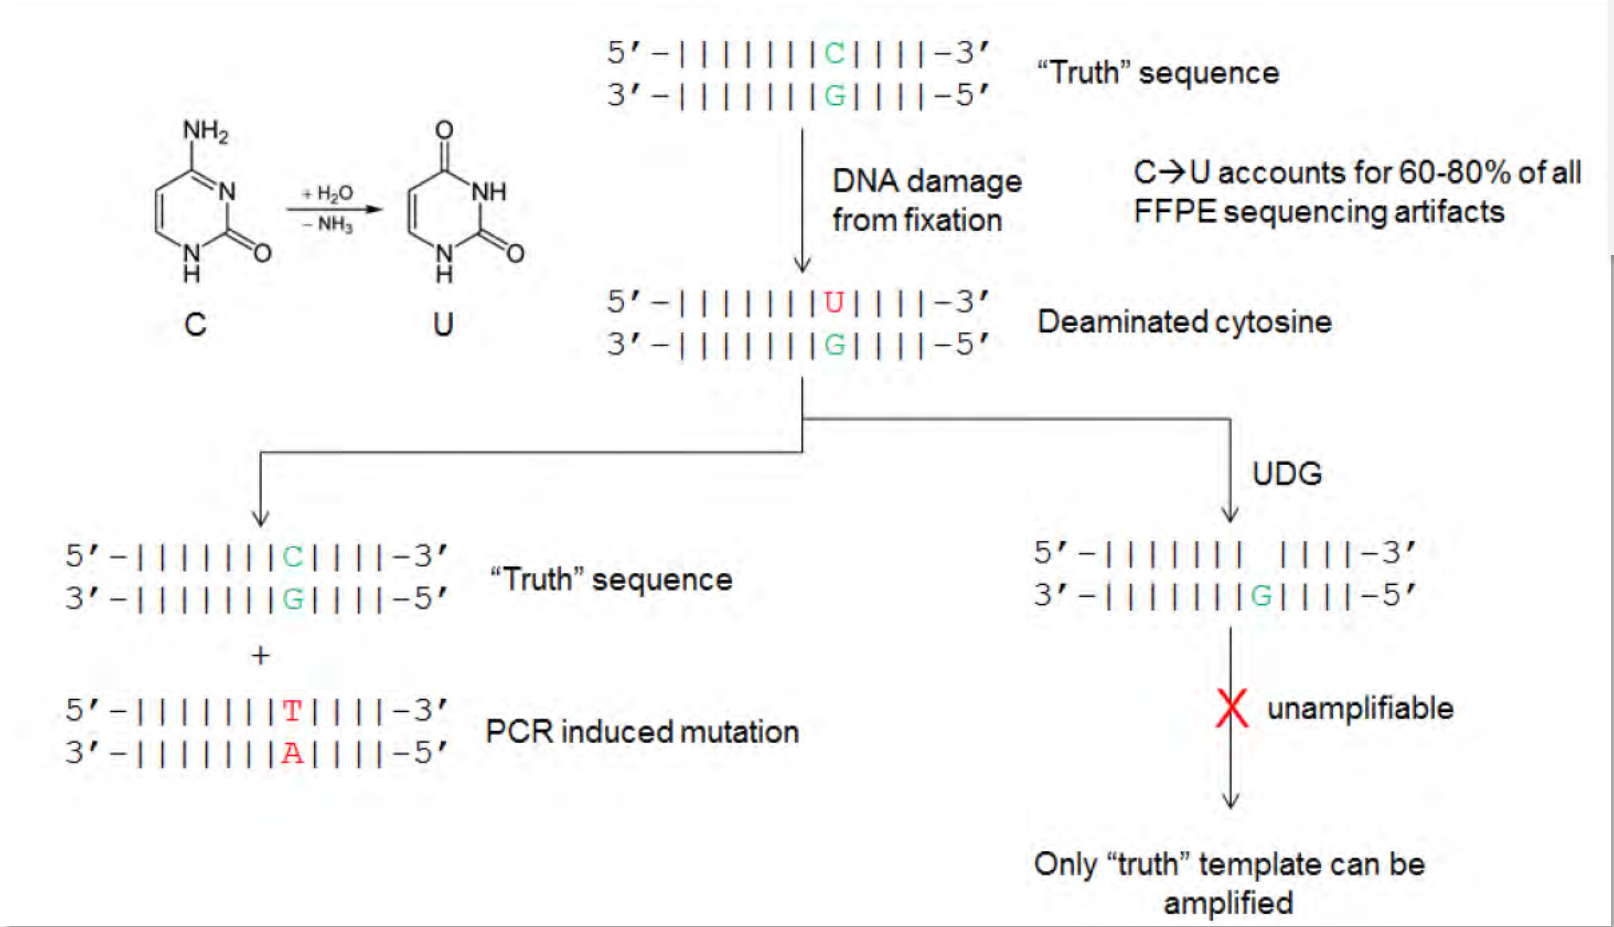 5′-|||||||C||||-3′
3′-|||||||G||||-5′
“Truth” sequence
NH2
N
NH
O
H
C
+ H2O
− NH3
O
NH
NH
O
H
U
DNA damage
from fixation
C→U accounts for 60-80% of all
FFPE sequencing artifacts
5′-|||||||U||||-3′
3′-|||||||G||||-5′
Deaminated cytosine
UDG
5′-|||||||C||||-3′
3′-|||||||G||||-5′
“Truth” sequence
+
5′-|||||||T||||-3′
3′-|||||||A||||-5′
PCR induced mutation
5′-||||||| ||||-3′
3′-|||||||G||||-5′
X unamplifiable
Only “truth” template can be
amplified